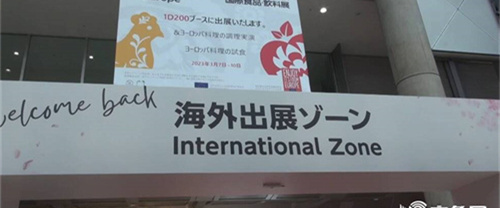 国際食品・飲料展
1D200ブースに出展いたします。
&ヨーロッパ料理の調理実演
ヨーロッパ料理の試食
welcome back
海外出展ゾーン
International Zone